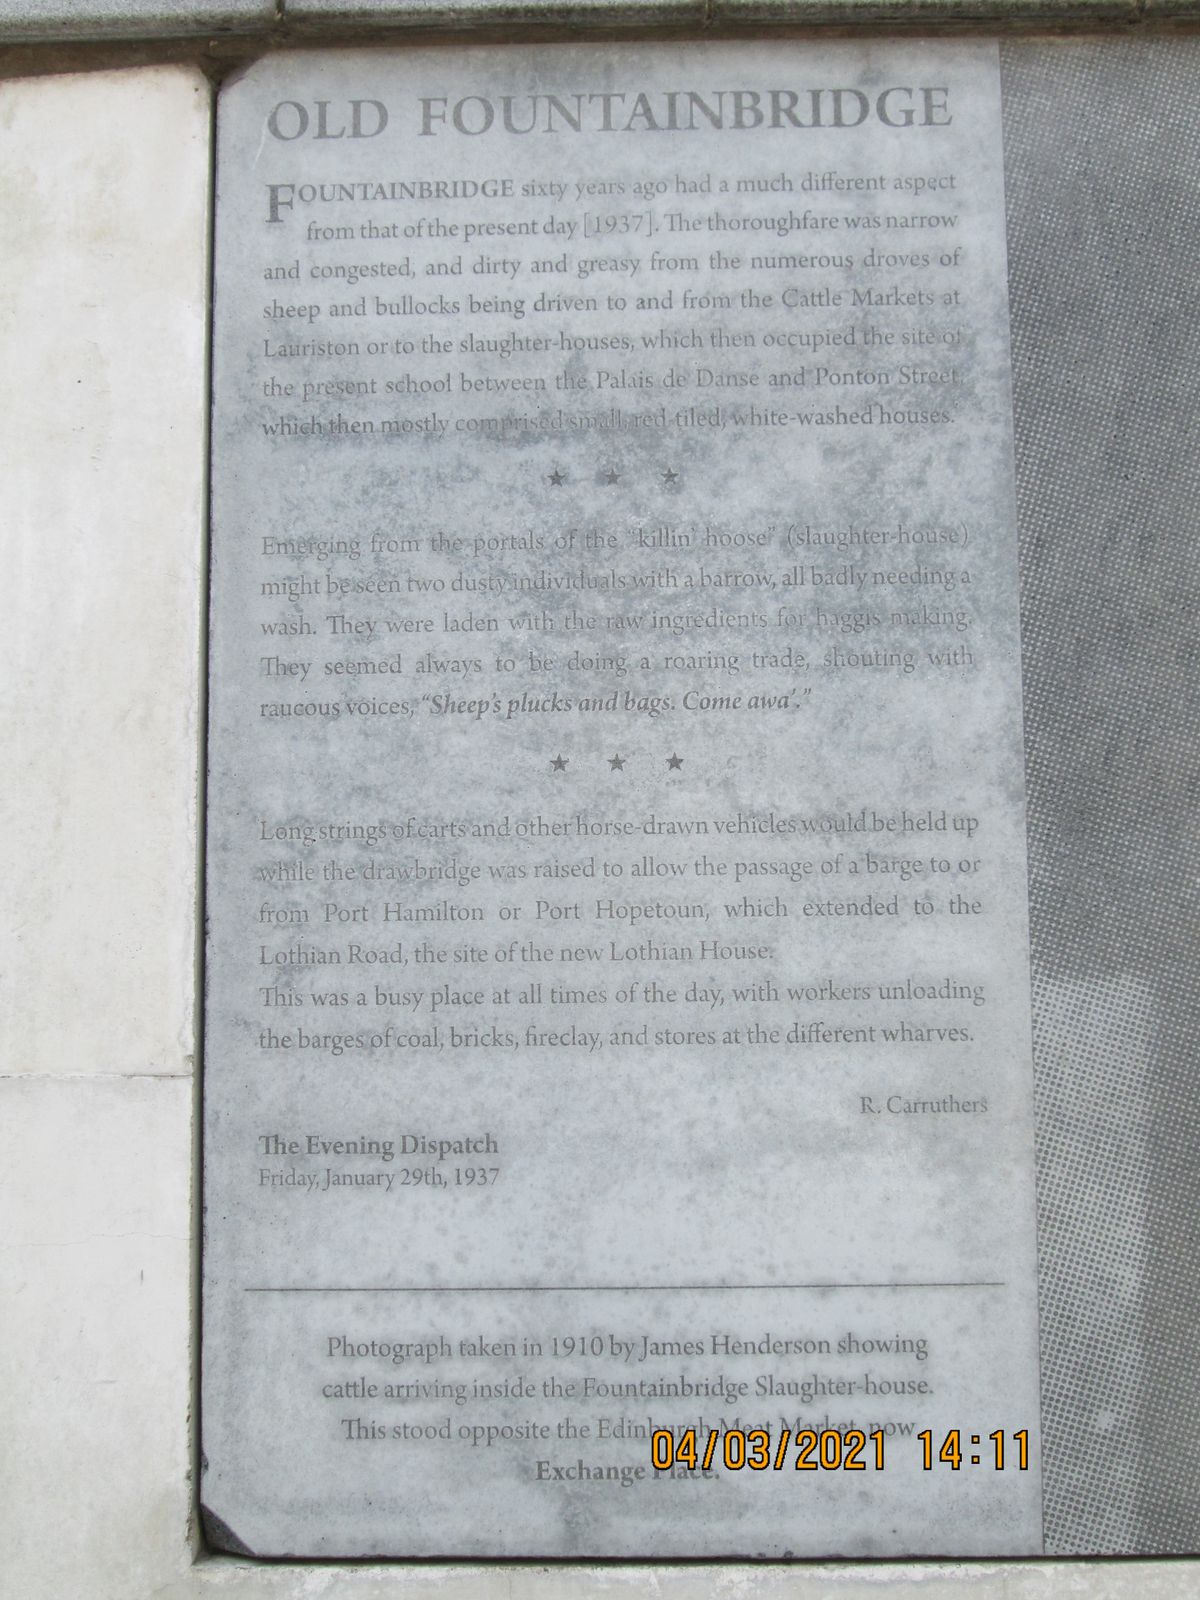 OLD FOUNTAINBRIDGE
FOUNTAINBRIDGE sixty years ago had a much different aspect
from that of the present day [1937]. The thoroughfare was narrow
and congested, and dirty and greasy from the numerous droves of
sheep and bullocks being driven to and from the Cattle Markets at
Lauriston or to the slaughter-houses, which then occupied the site of
the present school between the Palais de Danse and Ponton Street,
which then mostly comprised small, red-tiled, white-washed houses.
★ ★ ★
Emerging from the portals of the "killin' hoose" (slaughter-house)
might be seen two dusty individuals with a barrow, all badly needing a
wash. They were laden with the raw ingredients for haggis making.
They seemed always to be doing a roaring trade, shouting with
raucous voices, "Sheep's plucks and bags. Come awa'."
★ ★ ★
Long strings of carts and other horse-drawn vehicles would be held up
while the drawbridge was raised to allow the passage of a barge to or
from Port Hamilton or Port Hopetoun, which extended to the
Lothian Road, the site of the new Lothian House.
This was a busy place at all times of the day, with workers unloading
the barges of coal, bricks, fireclay, and stores at the different wharves.
R. Carruthers
The Evening Dispatch
Friday, January 29th, 1937
Photograph taken in 1910 by James Henderson showing
cattle arriving inside the Fountainbridge Slaughter-house.
This stood opposite the Edinburgh Meat Market, now
Exchange Place.
04/03/2021 14:11